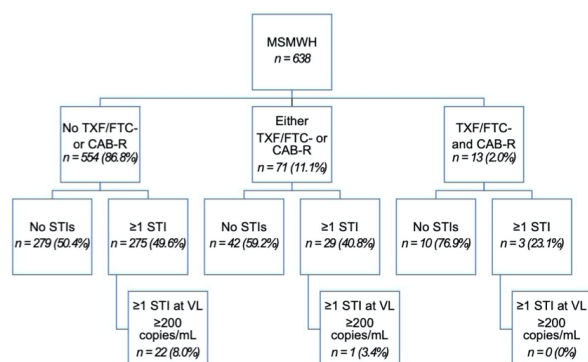 MSMWH
n = 638
No TXF/FTC-
or CAB-R
n = 554 (86.8%)
Either
TXF/FTC- or
CAB-R
n = 71 (11.1%)
TXF/FTC-
and CAB-R
n = 13 (2.0%)
No STIs
n = 279 (50.4%)
≥1 STI
n = 275 (49.6%)
No STIs
n = 42 (59.2%)
≥1 STI
n = 29 (40.8%)
No STIs
n = 10 (76.9%)
≥1 STI
n = 3 (23.1%)
≥1 STI at VL
≥200
copies/mL
n = 22 (8.0%)
≥1 STI at VL
≥200
copies/mL
n = 1 (3.4%)
≥1 STI at VL
≥200
copies/mL
n = 0 (0%)